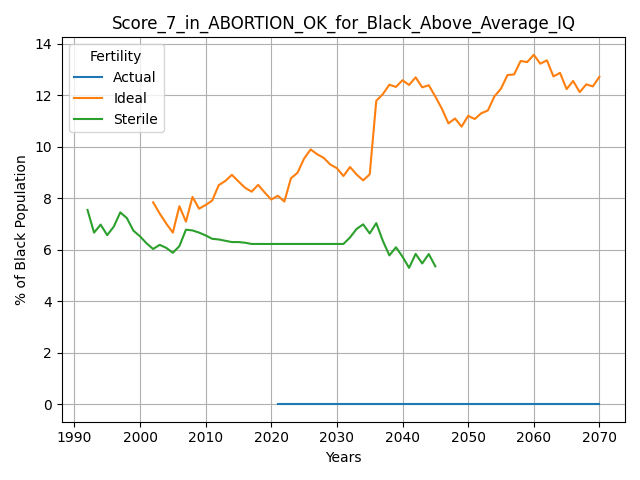 Score_7_in_ABORTION_OK_for_Black_Above_Average_IQ
Fertility
Actual
Ideal
Sterile
% of Black Population
14
12
10
8
6
4
2
0
1990 2000 2010 2020 2030 2040 2050 2060 2070
Years